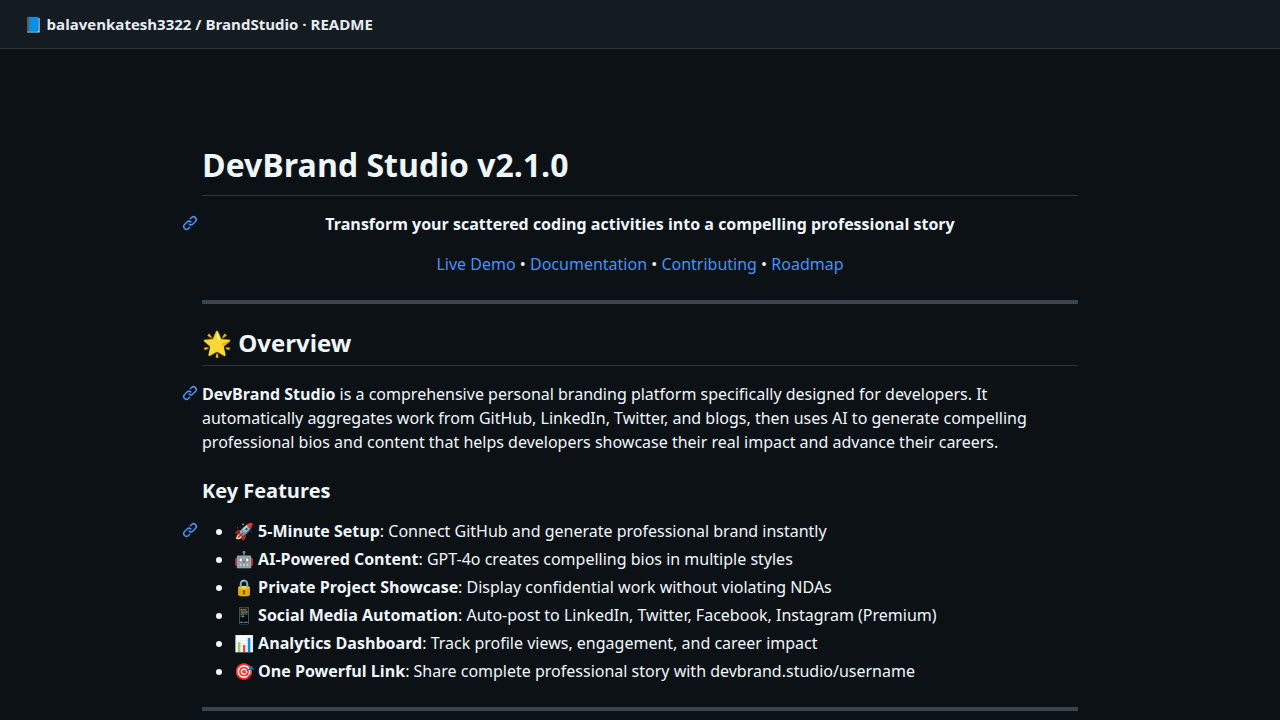 📘 balavenkatesh3322 / BrandStudio · README
DevBrand Studio v2.1.0
Transform your scattered coding activities into a compelling professional story
Live Demo • Documentation • Contributing • Roadmap
🌟 Overview
DevBrand Studio is a comprehensive personal branding platform specifically designed for developers. It
automatically aggregates work from GitHub, LinkedIn, Twitter, and blogs, then uses AI to generate compelling
professional bios and content that helps developers showcase their real impact and advance their careers.
Key Features
• 🚀 5-Minute Setup: Connect GitHub and generate professional brand instantly
• 🤖 AI-Powered Content: GPT-4o creates compelling bios in multiple styles
• 🔒 Private Project Showcase: Display confidential work without violating NDAs
• 📱 Social Media Automation: Auto-post to LinkedIn, Twitter, Facebook, Instagram (Premium)
• 📊 Analytics Dashboard: Track profile views, engagement, and career impact
• 🎯 One Powerful Link: Share complete professional story with devbrand.studio/username